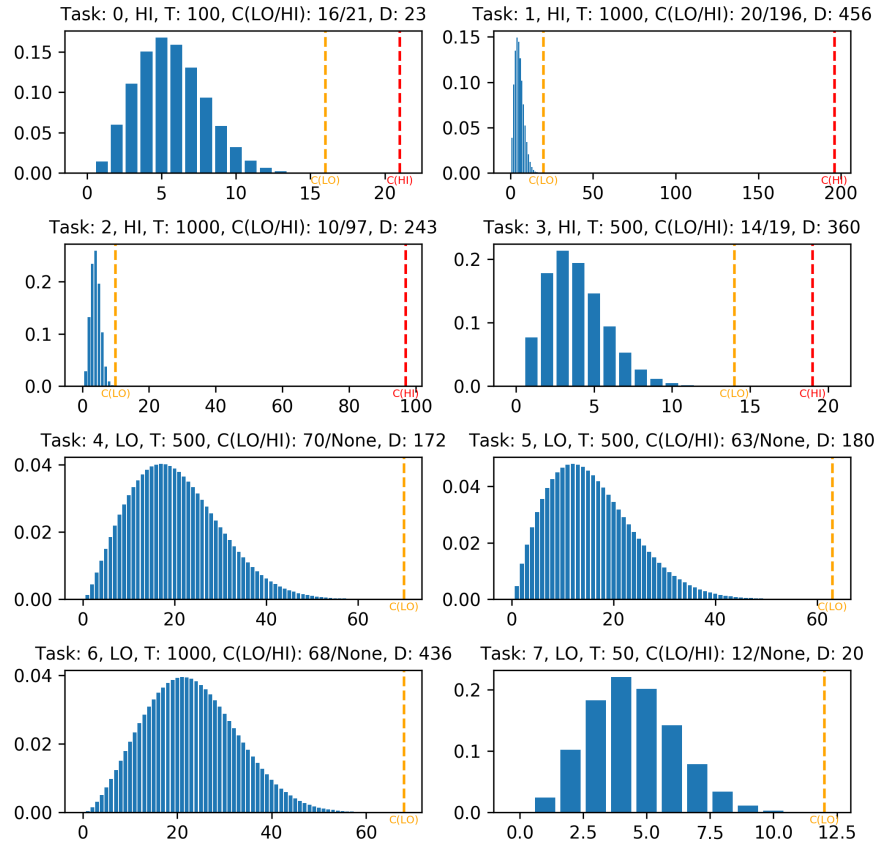 Task: 0, HI, T: 100, C(LO/HI): 16/21, D: 23
0.15
0.10
0.05
0.00
0 5 10 15 20
C(LO) C(HI)
Task: 1, HI, T: 1000, C(LO/HI): 20/196, D: 456
0.15
0.10
0.05
0.00
0 50 100 150 200
C(LO) C(HI)
Task: 2, HI, T: 1000, C(LO/HI): 10/97, D: 243
0.2
0.1
0.0
0 20 40 60 80 100
C(LO) C(HI)
Task: 3, HI, T: 500, C(LO/HI): 14/19, D: 360
0.2
0.1
0.0
0 5 10 15 20
C(LO) C(HI)
Task: 4, LO, T: 500, C(LO/HI): 70/None, D: 172
0.04
0.02
0.00
0 20 40 60
C(LO)
Task: 5, LO, T: 500, C(LO/HI): 63/None, D: 180
0.04
0.02
0.00
0 20 40 60
C(LO)
Task: 6, LO, T: 1000, C(LO/HI): 68/None, D: 436
0.04
0.02
0.00
0 20 40 60
C(LO)
Task: 7, LO, T: 50, C(LO/HI): 12/None, D: 20
0.2
0.1
0.0
0.0 2.5 5.0 7.5 10.0 12.5
C(LO)